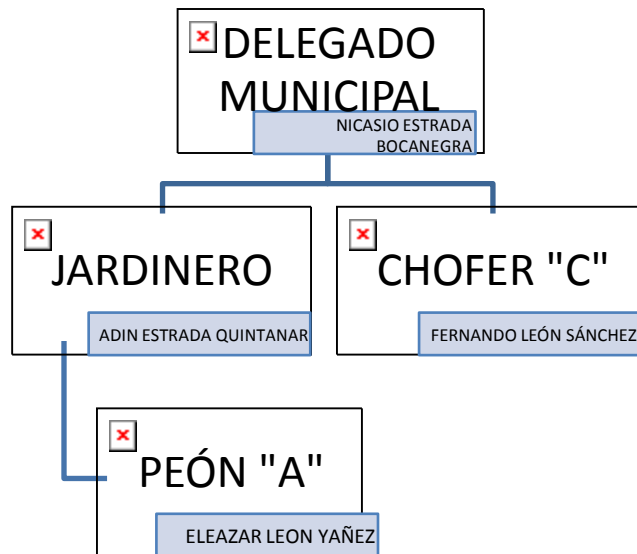 DELEGADO
MUNICIPAL
NICASIO ESTRADA
BOCANEGRA
JARDINERO
ADIN ESTRADA QUINTANAR
CHOFER "C"
FERNANDO LEÓN SÁNCHEZ
PEÓN "A"
ELEAZAR LEON YAÑEZ